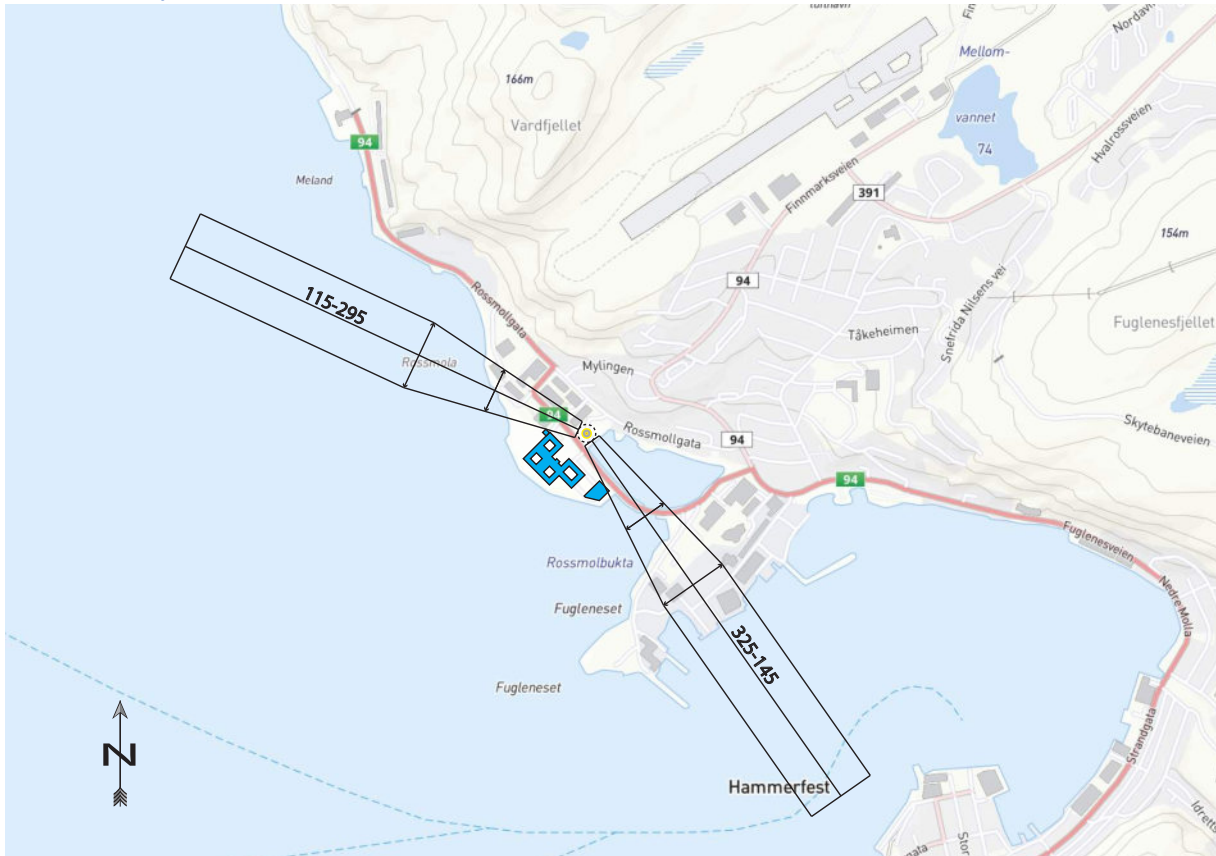 Nordav
Mellom-
166m
vannet
Vardfjellet
94
74
Hvalrossveien
Meland
391
Finnmarksveien
154m
115-295
Rossmollgata
94
Snefrida Nilsens vei
Fuglenesfjellet
Tåkeheimen
Rossmola
Mylingen
94
Rossmollgata
94
Skytebaneveien
94
Fuglenesveien
Rossmolbukta
Nedre Molla
Fugleneset
325-145
Fugleneset
Strandgata
N
Hammerfest
Idretts
Stor